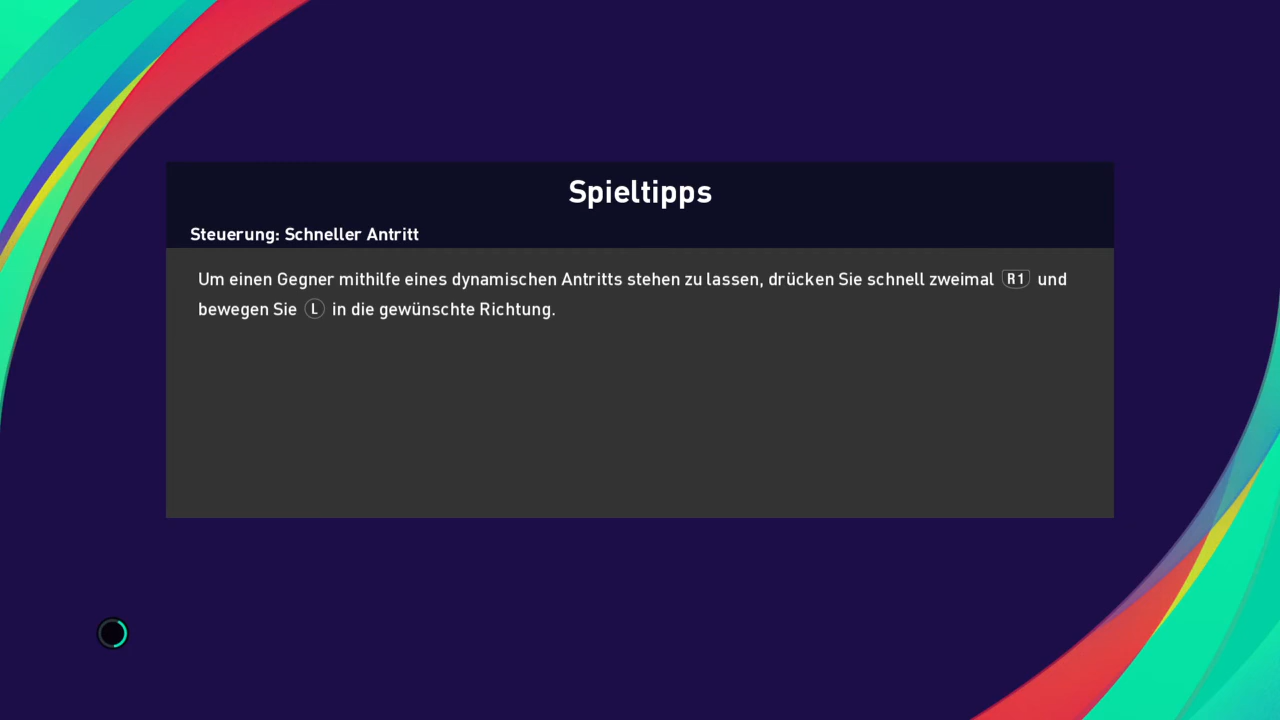 Spieltipps
Steuerung: Schneller Antritt
Um einen Gegner mithilfe eines dynamischen Antritts stehen zu lassen, drücken Sie schnell zweimal R1 und
bewegen Sie L in die gewünschte Richtung.